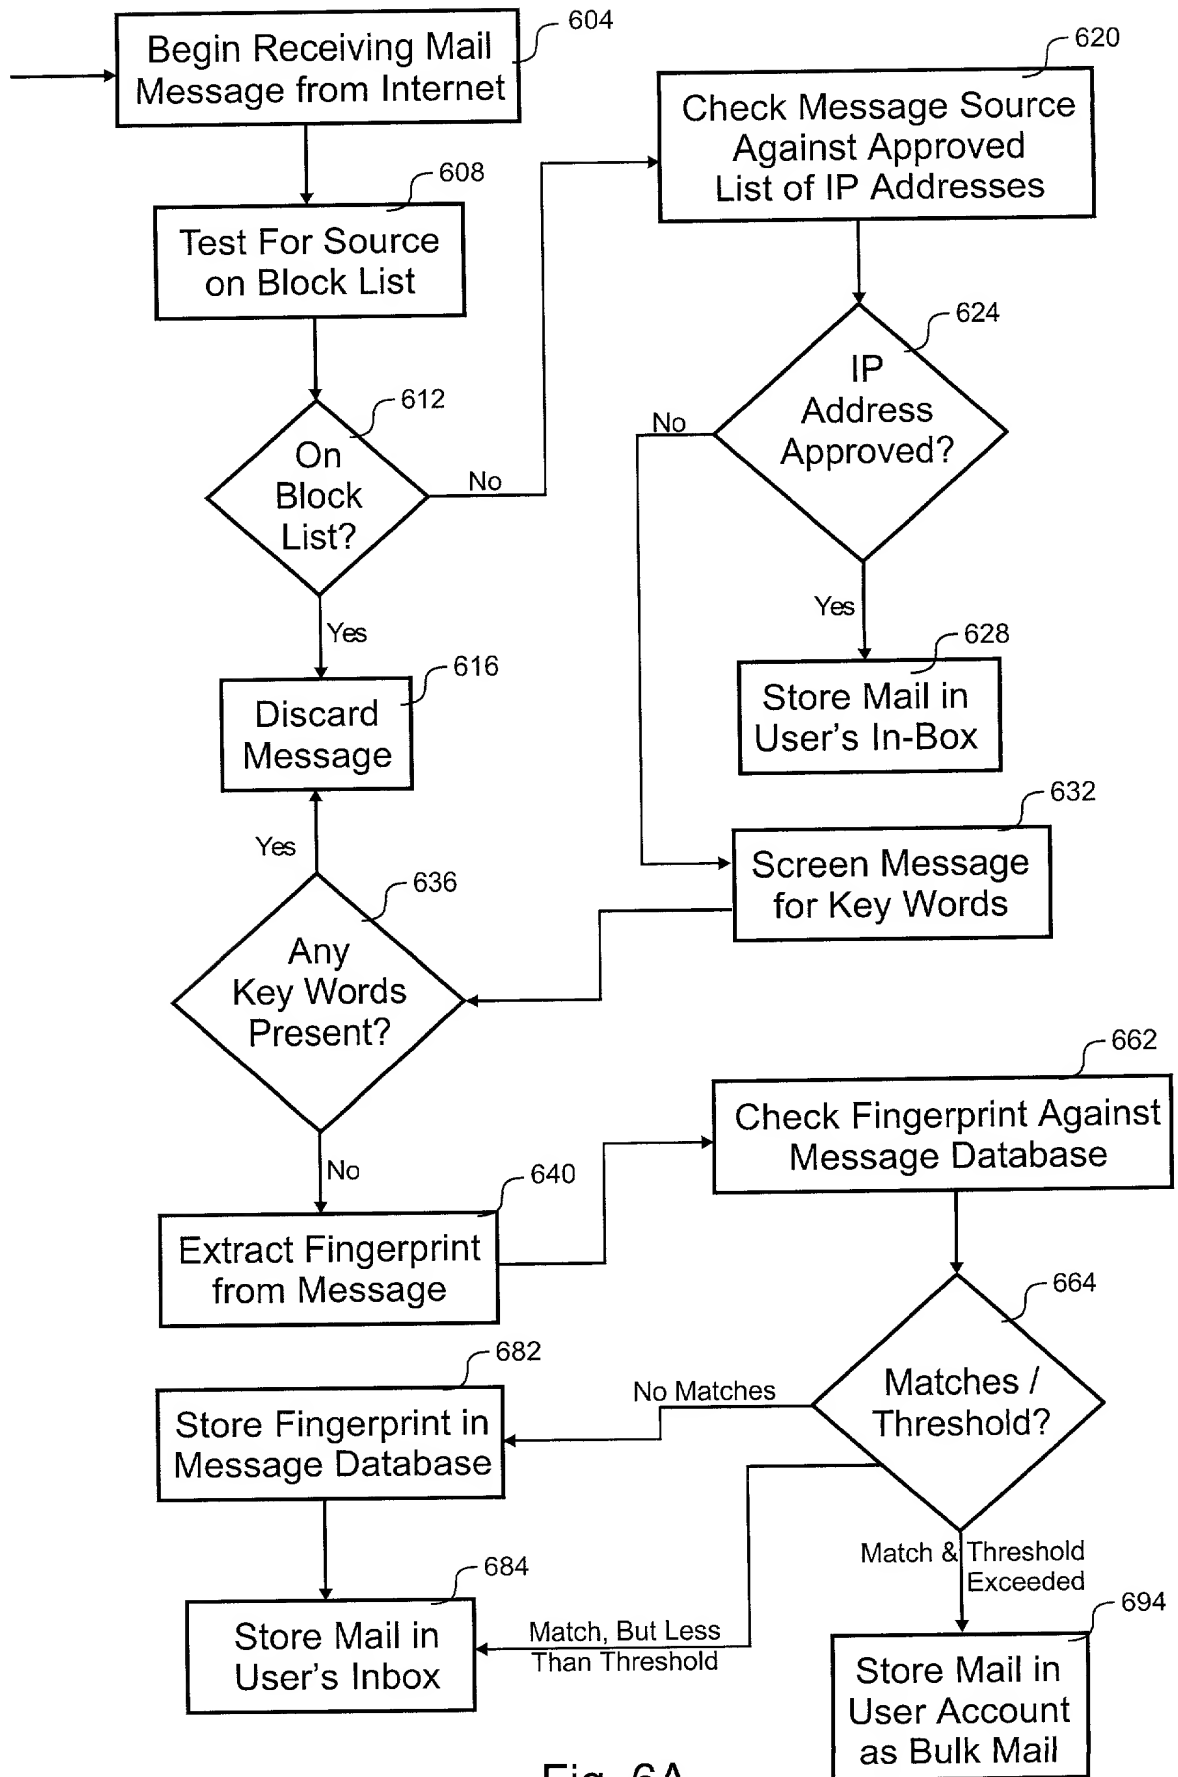 604
Begin Receiving Mail
Message from Internet
620
Check Message Source
Against Approved
List of IP Addresses
608
Test For Source
on Block List
624
IP
Address
Approved?
No
612
On
Block
List?
No
Yes
Yes
628
Store Mail in
User's In-Box
616
Discard
Message
632
Screen Message
for Key Words
Yes
636
Any
Key Words
Present?
No
662
Check Fingerprint Against
Message Database
640
Extract Fingerprint
from Message
664
Matches /
Threshold?
No Matches
682
Store Fingerprint in
Message Database
Match & Threshold
Exceeded
684
Store Mail in
User's Inbox
Match, But Less
Than Threshold
694
Store Mail in
User Account
as Bulk Mail
Fig. 6A